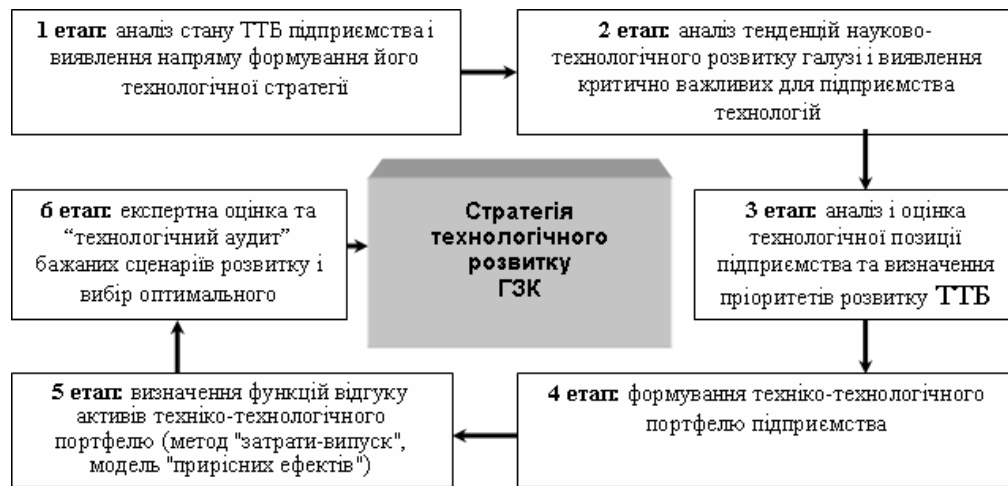 1 етап: аналіз стану ТТБ підприємства і
виявлення напряму формування його
технологічної стратегії
2 етап: аналіз тенденцій науково-
технологічного розвитку галузі і виявлення
критично важливих для підприємства
технологій
3 етап: аналіз і оцінка
технологічної позиції
підприємства та визначення
пріоритетів розвитку ТТБ
4 етап: формування техніко-технологічного
портфелю підприємства
5 етап: визначення функцій відгуку
активів техніко-технологічного
портфелю (метод "затрати-випуск",
модель "прирісних ефектів")
6 етап: експертна оцінка та
“технологічний аудит”
бажаних сценаріїв розвитку і
вибір оптимального
Стратегія
технологічного
розвитку
ГЗК